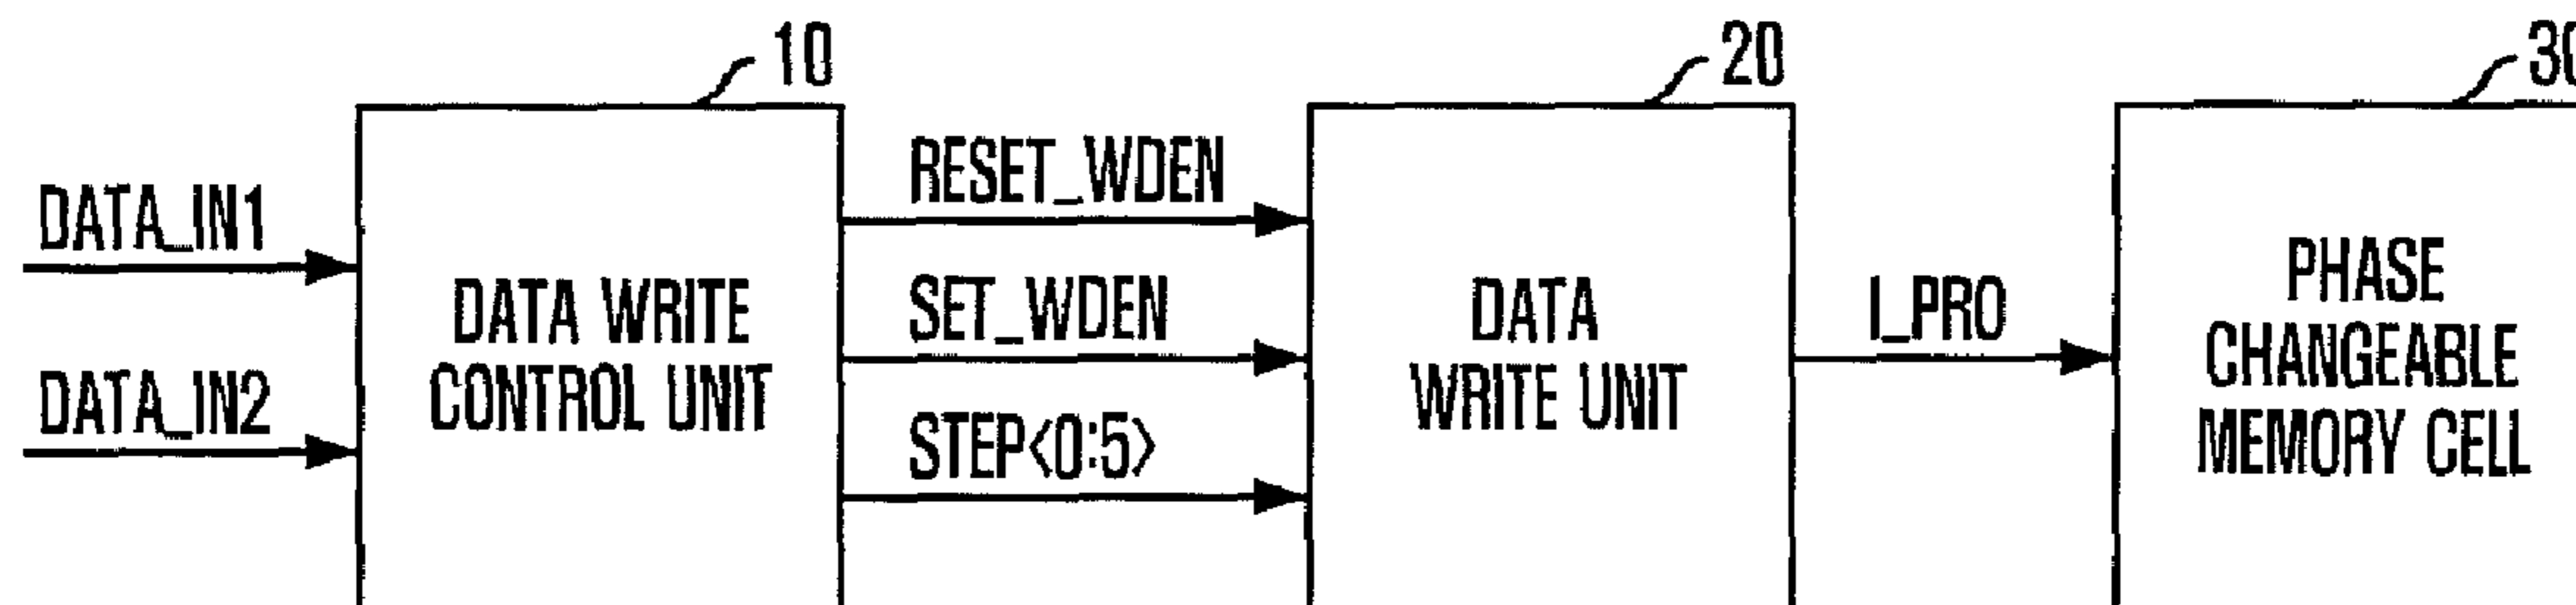 10
20
30
DATA_IN1
DATA_IN2
DATA WRITE
CONTROL UNIT
RESET_WDEN
SET_WDEN
STEP<0:5>
DATA
WRITE UNIT
I_PRO
PHASE
CHANGEABLE
MEMORY CELL